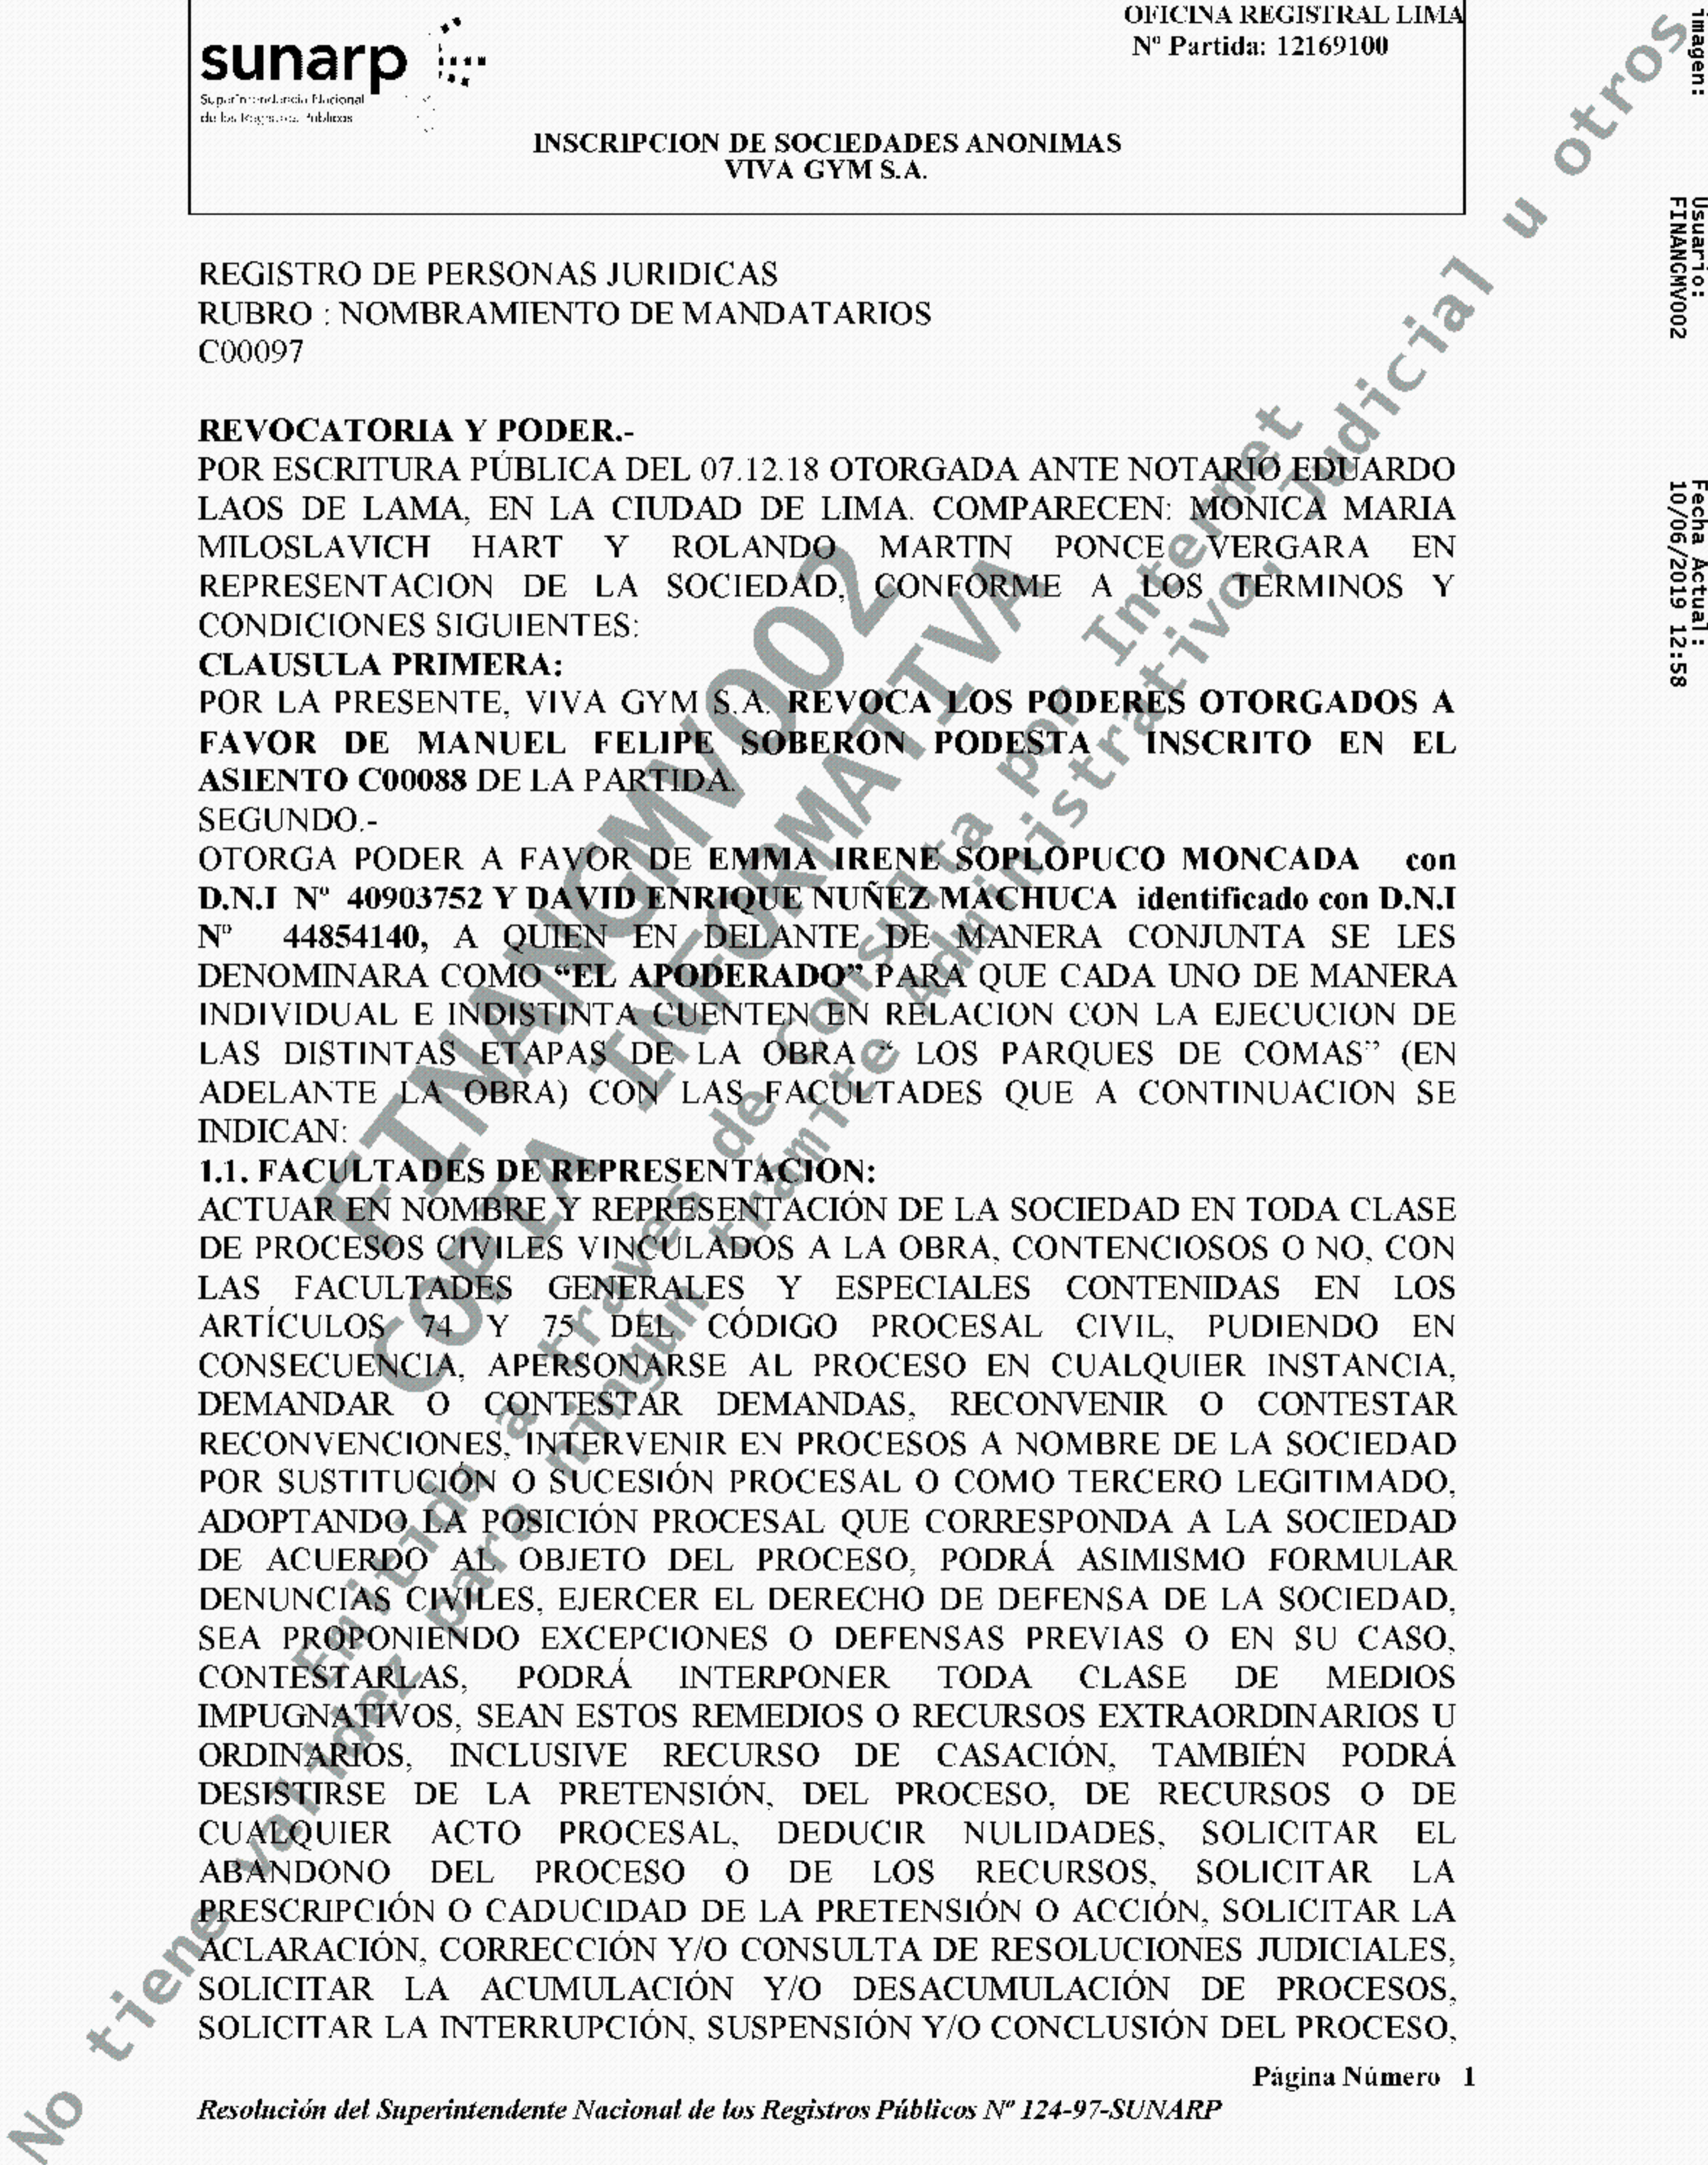 OFICINA REGISTRAL LIMA
Nº Partida: 12169100
sunarp
Superintendencia Nacional
de los Registros Públicos
INSCRIPCION DE SOCIEDADES ANONIMAS
VIVA GYM S.A.
REGISTRO DE PERSONAS JURIDICAS
RUBRO : NOMBRAMIENTO DE MANDATARIOS
C00097
REVOCATORIA Y PODER.-
POR ESCRITURA PÚBLICA DEL 07.12.18 OTORGADA ANTE NOTARIO EDUARDO
LAOS DE LAMA, EN LA CIUDAD DE LIMA. COMPARECEN: MONICA MARIA
MILOSLAVICH HART Y ROLANDO MARTIN PONCE VERGARA EN
REPRESENTACION DE LA SOCIEDAD, CONFORME A LOS TERMINOS Y
CONDICIONES SIGUIENTES:
CLAUSULA PRIMERA:
POR LA PRESENTE, VIVA GYM S.A. REVOCA LOS PODERES OTORGADOS A
FAVOR DE MANUEL FELIPE SOBERON PODESTA INSCRITO EN EL
ASIENTO C00088 DE LA PARTIDA.
SEGUNDO.-
OTORGA PODER A FAVOR DE EMMA IRENE SOPLOPUCO MONCADA con
D.N.I Nº 40903752 Y DAVID ENRIQUE NUÑEZ MACHUCA identificado con D.N.I
Nº 44854140, A QUIEN EN DELANTE DE MANERA CONJUNTA SE LES
DENOMINARA COMO “EL APODERADO” PARA QUE CADA UNO DE MANERA
INDIVIDUAL E INDISTINTA CUENTEN EN RELACION CON LA EJECUCION DE
LAS DISTINTAS ETAPAS DE LA OBRA “ LOS PARQUES DE COMAS” (EN
ADELANTE LA OBRA) CON LAS FACULTADES QUE A CONTINUACION SE
INDICAN:
1.1. FACULTADES DE REPRESENTACION:
ACTUAR EN NOMBRE Y REPRESENTACIÓN DE LA SOCIEDAD EN TODA CLASE
DE PROCESOS CIVILES VINCULADOS A LA OBRA, CONTENCIOSOS O NO, CON
LAS FACULTADES GENERALES Y ESPECIALES CONTENIDAS EN LOS
ARTÍCULOS 74 Y 75 DEL CÓDIGO PROCESAL CIVIL, PUDIENDO EN
CONSECUENCIA, APERSONARSE AL PROCESO EN CUALQUIER INSTANCIA,
DEMANDAR O CONTESTAR DEMANDAS, RECONVENIR O CONTESTAR
RECONVENCIONES, INTERVENIR EN PROCESOS A NOMBRE DE LA SOCIEDAD
POR SUSTITUCIÓN O SUCESIÓN PROCESAL O COMO TERCERO LEGITIMADO,
ADOPTANDO LA POSICIÓN PROCESAL QUE CORRESPONDA A LA SOCIEDAD
DE ACUERDO AL OBJETO DEL PROCESO, PODRÁ ASIMISMO FORMULAR
DENUNCIAS CIVILES, EJERCER EL DERECHO DE DEFENSA DE LA SOCIEDAD,
SEA PROPONIENDO EXCEPCIONES O DEFENSAS PREVIAS O EN SU CASO,
CONTESTARLAS, PODRÁ INTERPONER TODA CLASE DE MEDIOS
IMPUGNATIVOS, SEAN ESTOS REMEDIOS O RECURSOS EXTRAORDINARIOS U
ORDINARIOS, INCLUSIVE RECURSO DE CASACIÓN, TAMBIÉN PODRÁ
DESISTIRSE DE LA PRETENSIÓN, DEL PROCESO, DE RECURSOS O DE
CUALQUIER ACTO PROCESAL, DEDUCIR NULIDADES, SOLICITAR EL
ABANDONO DEL PROCESO O DE LOS RECURSOS, SOLICITAR LA
PRESCRIPCIÓN O CADUCIDAD DE LA PRETENSIÓN O ACCIÓN, SOLICITAR LA
ACLARACIÓN, CORRECCIÓN Y/O CONSULTA DE RESOLUCIONES JUDICIALES,
SOLICITAR LA ACUMULACIÓN Y/O DESACUMULACIÓN DE PROCESOS,
SOLICITAR LA INTERRUPCIÓN, SUSPENSIÓN Y/O CONCLUSIÓN DEL PROCESO,
Página Número 1
Resolución del Superintendente Nacional de los Registros Públicos Nº 124-97-SUNARP
imagen:
Usuario:
FINANGMV002
Fecha Actual:
10/06/2019 12:58
FINANGMV002
COPIA INFORMATIVA
Emitida a través de Consulta por Internet
No tiene validez para ningún trámite Administrativo, Judicial u otros